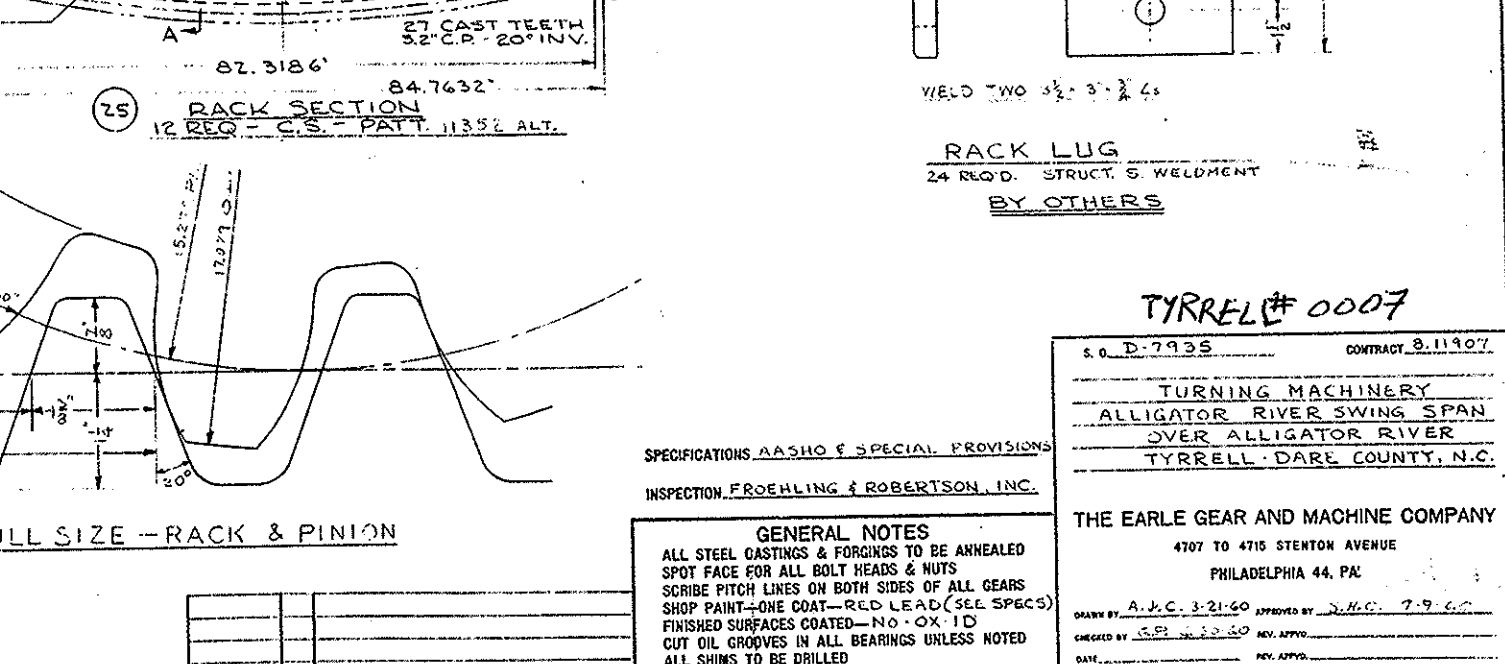 A
27 CAST TEETH
3.2" C.P. - 20° INV.
82.3186"
84.7632"
25
RACK SECTION
12 REQ - C.S. - PATT. 11352 ALT.
WELD TWO 3½ × 3 × ¾ Ls
RACK LUG
24 REQ'D. STRUCT. S. WELDMENT
BY OTHERS
17.079 O.
7/8"
20°
FULL SIZE - RACK & PINION
TYRRELL # 0007
S. O. D-7935 CONTRACT 8.11907
TURNING MACHINERY
ALLIGATOR RIVER SWING SPAN
OVER ALLIGATOR RIVER
TYRRELL - DARE COUNTY, N.C.
SPECIFICATIONS AASHO & SPECIAL PROVISIONS
INSPECTION FROEHLING & ROBERTSON, INC.
THE EARLE GEAR AND MACHINE COMPANY
4707 TO 4715 STENTON AVENUE
PHILADELPHIA 44, PA.
DRAWN BY A.J.C. 3-21-60 APPROVED BY S.H.C.
CHECKED BY REV. APPVD.
DATE REV. APPVD.
GENERAL NOTES
ALL STEEL CASTINGS & FORGINGS TO BE ANNEALED
SPOT FACE FOR ALL BOLT HEADS & NUTS
SCRIBE PITCH LINES ON BOTH SIDES OF ALL GEARS
SHOP PAINT—ONE COAT—RED LEAD (SEE SPECS)
FINISHED SURFACES COATED—NO-OX-ID
CUT OIL GROOVES IN ALL BEARINGS UNLESS NOTED
ALL SHIMS TO BE DRILLED